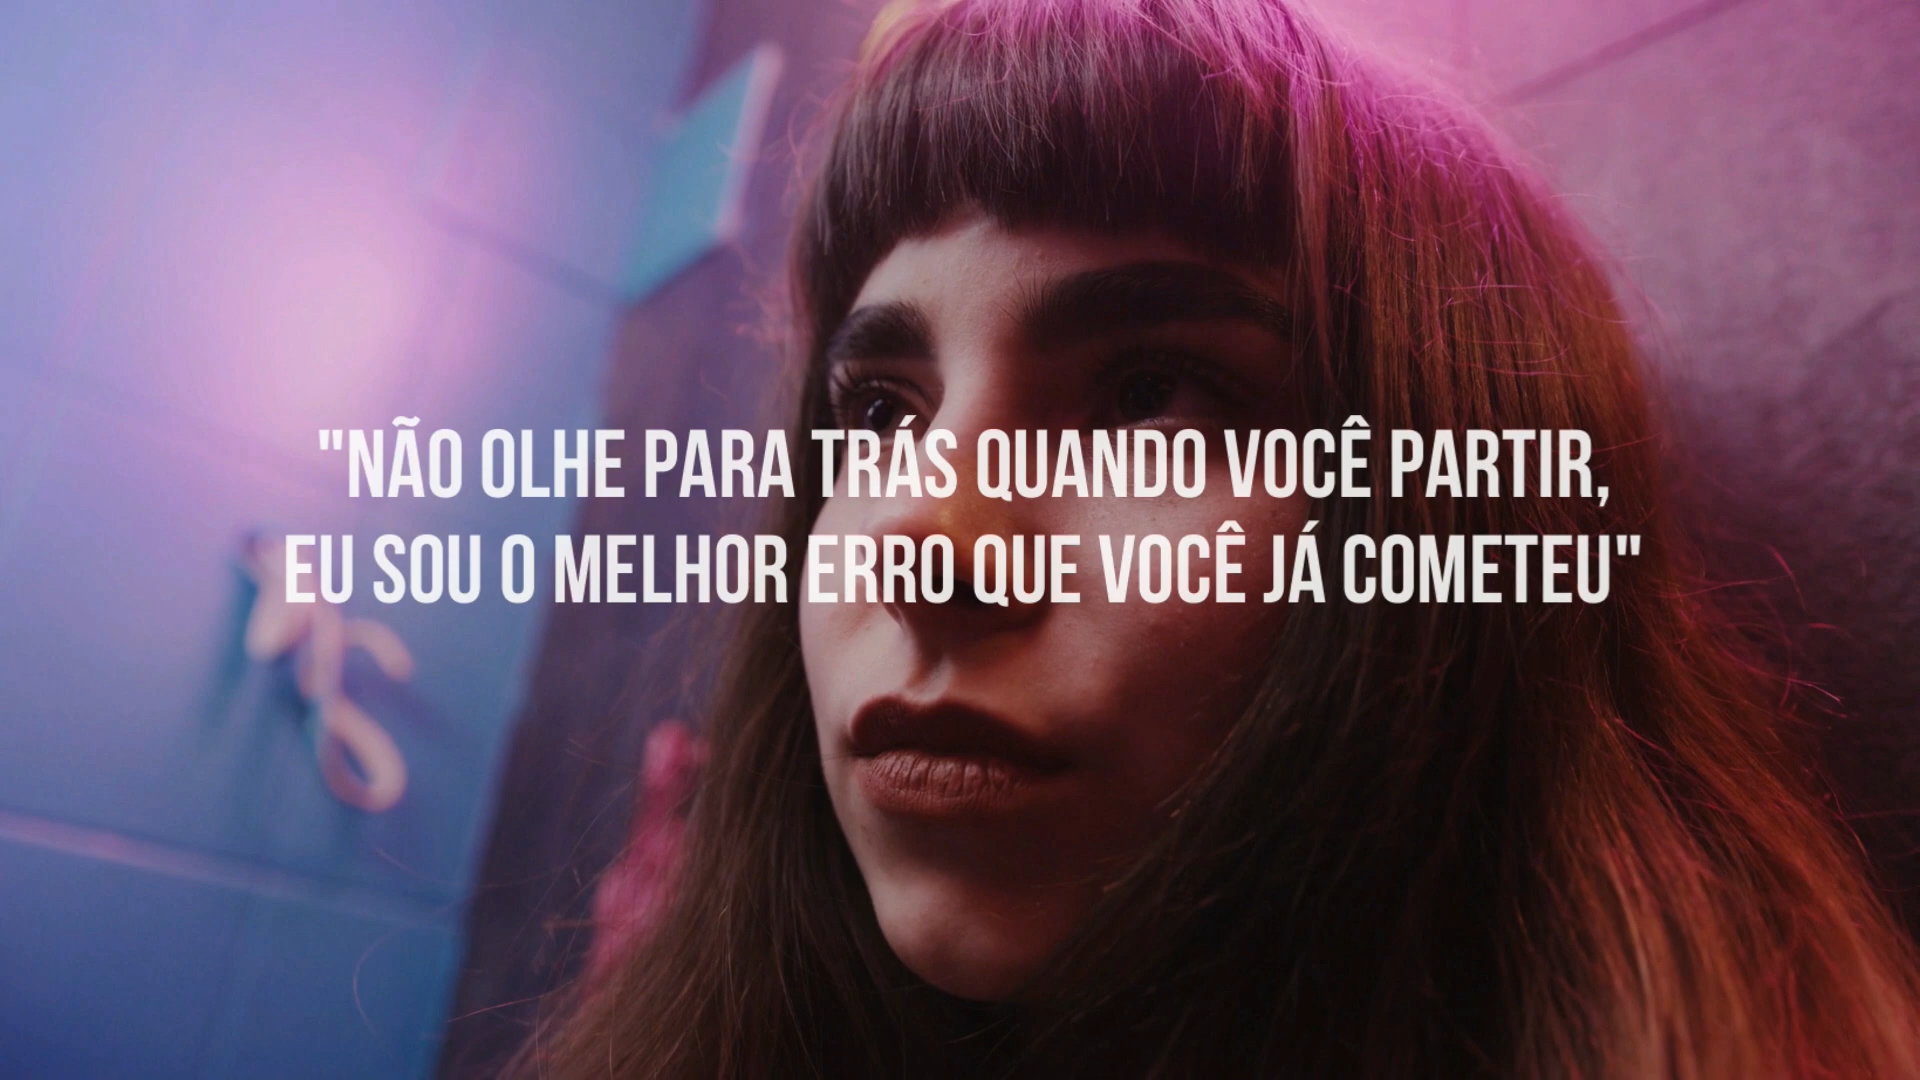 "NÃO OLHE PARA TRÁS QUANDO VOCÊ PARTIR,
EU SOU O MELHOR ERRO QUE VOCÊ JÁ COMETEU"